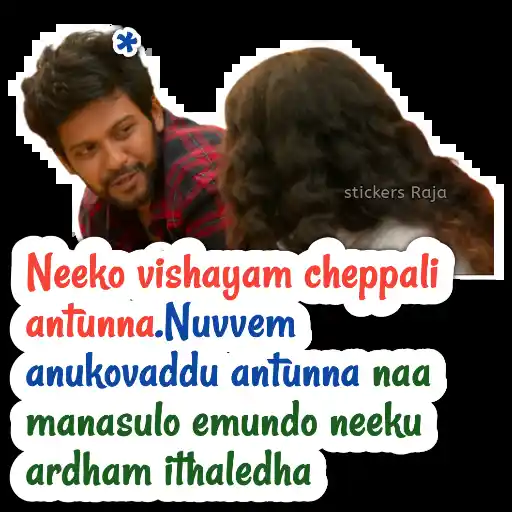 *
stickers Raja
Neeko vishayam cheppali
antunna.Nuvvem
anukovaddu antunna naa
manasulo emundo neeku
ardham ithaledha